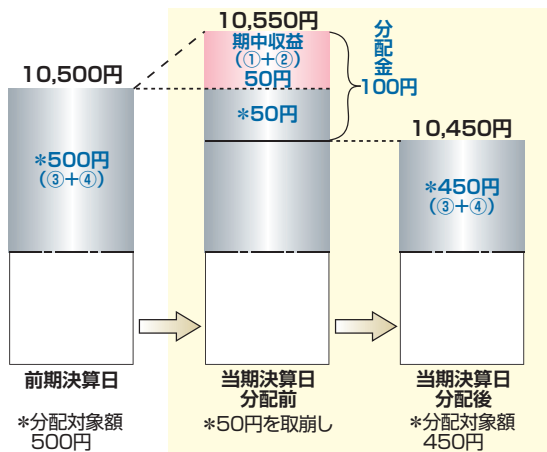 10,500円
*500円
(③+④)
前期決算日
*分配対象額
500円
10,550円
期中収益
(①+②)
50円
*50円
分配金
100円
当期決算日
分配前
*50円を取崩し
10,450円
*450円
(③+④)
当期決算日
分配後
*分配対象額
450円